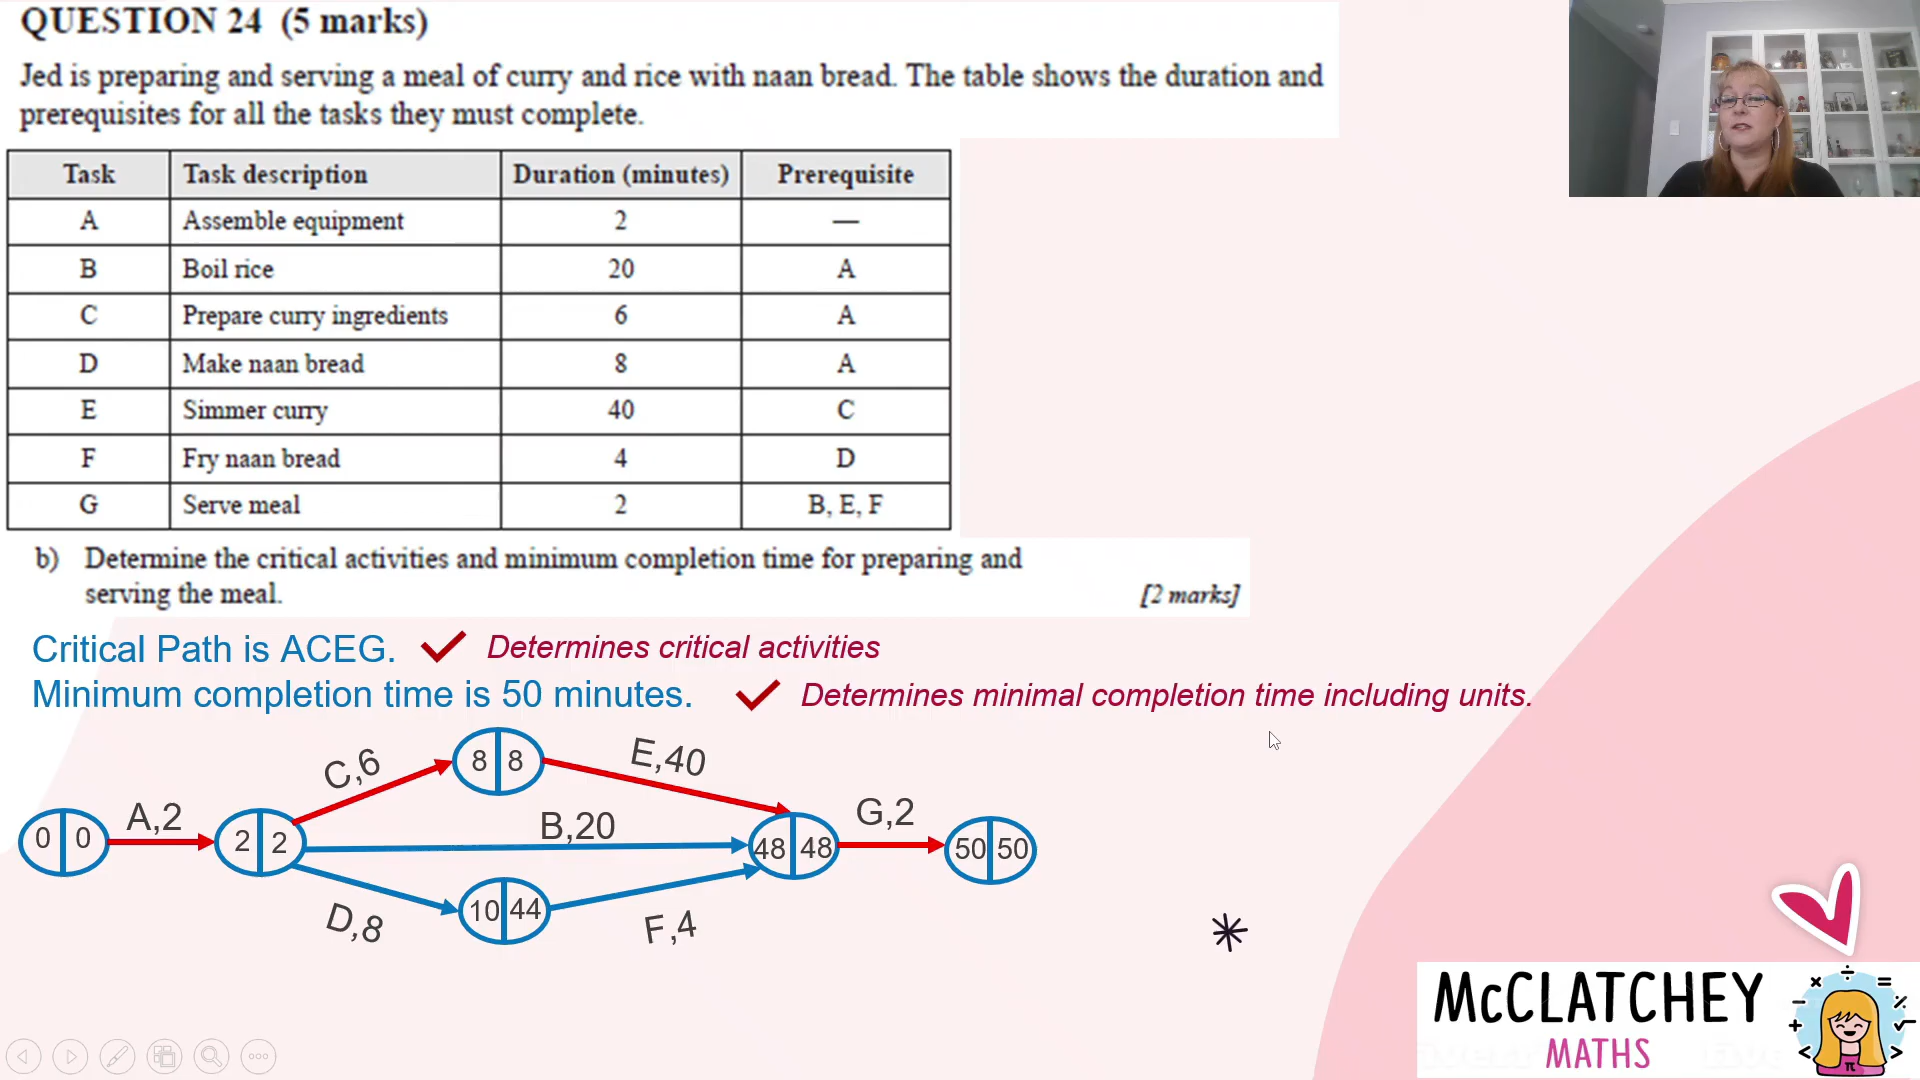 QUESTION 24 (5 marks)
Jed is preparing and serving a meal of curry and rice with naan bread. The table shows the duration and
prerequisites for all the tasks they must complete.
Task Task description Duration (minutes) Prerequisite
A Assemble equipment 2 —
B Boil rice 20 A
C Prepare curry ingredients 6 A
D Make naan bread 8 A
E Simmer curry 40 C
F Fry naan bread 4 D
G Serve meal 2 B, E, F
b) Determine the critical activities and minimum completion time for preparing and
serving the meal. [2 marks]
Critical Path is ACEG. ✓ Determines critical activities
Minimum completion time is 50 minutes. ✓ Determines minimal completion time including units.
C,6
8 8
E,40
0 0
A,2
2 2
B,20
48 48
G,2
50 50
D,8
10 44
F,4
McCLATCHEY
MATHS